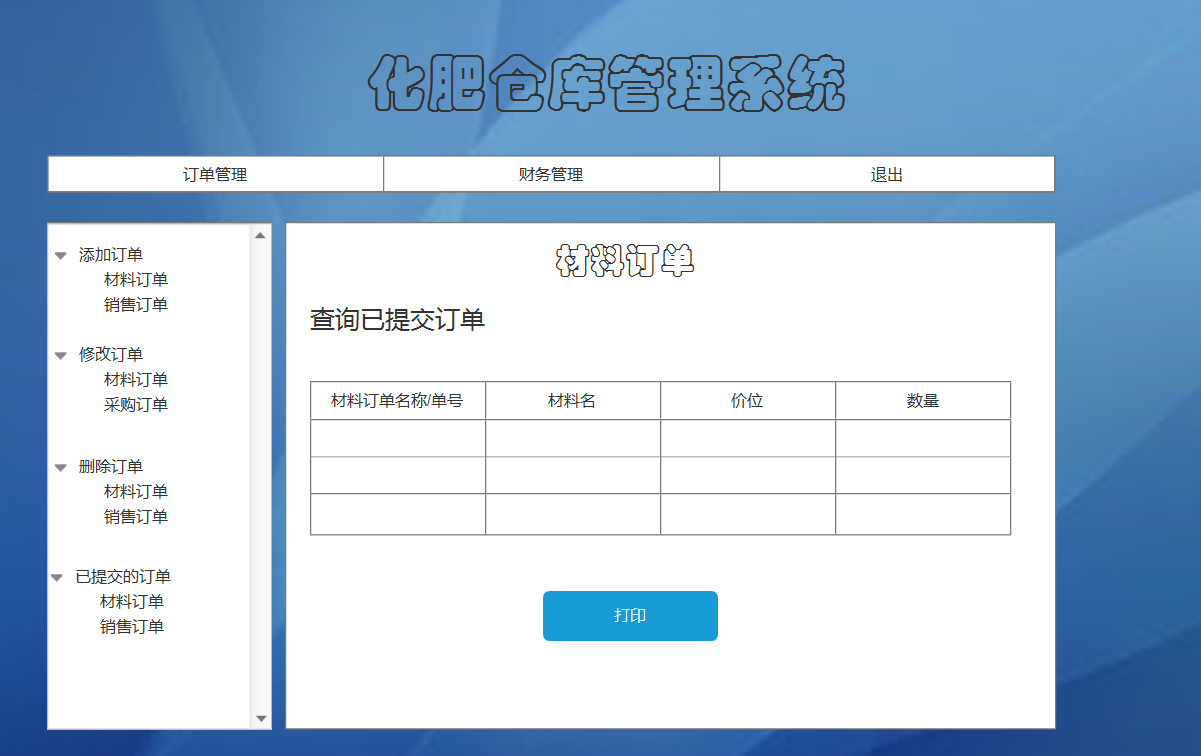 化肥仓库管理系统
订单管理 财务管理 退出
添加订单
材料订单
销售订单
修改订单
材料订单
采购订单
删除订单
材料订单
销售订单
已提交的订单
材料订单
销售订单
材料订单
查询已提交订单
材料订单名称/单号 材料名 价位 数量
打印